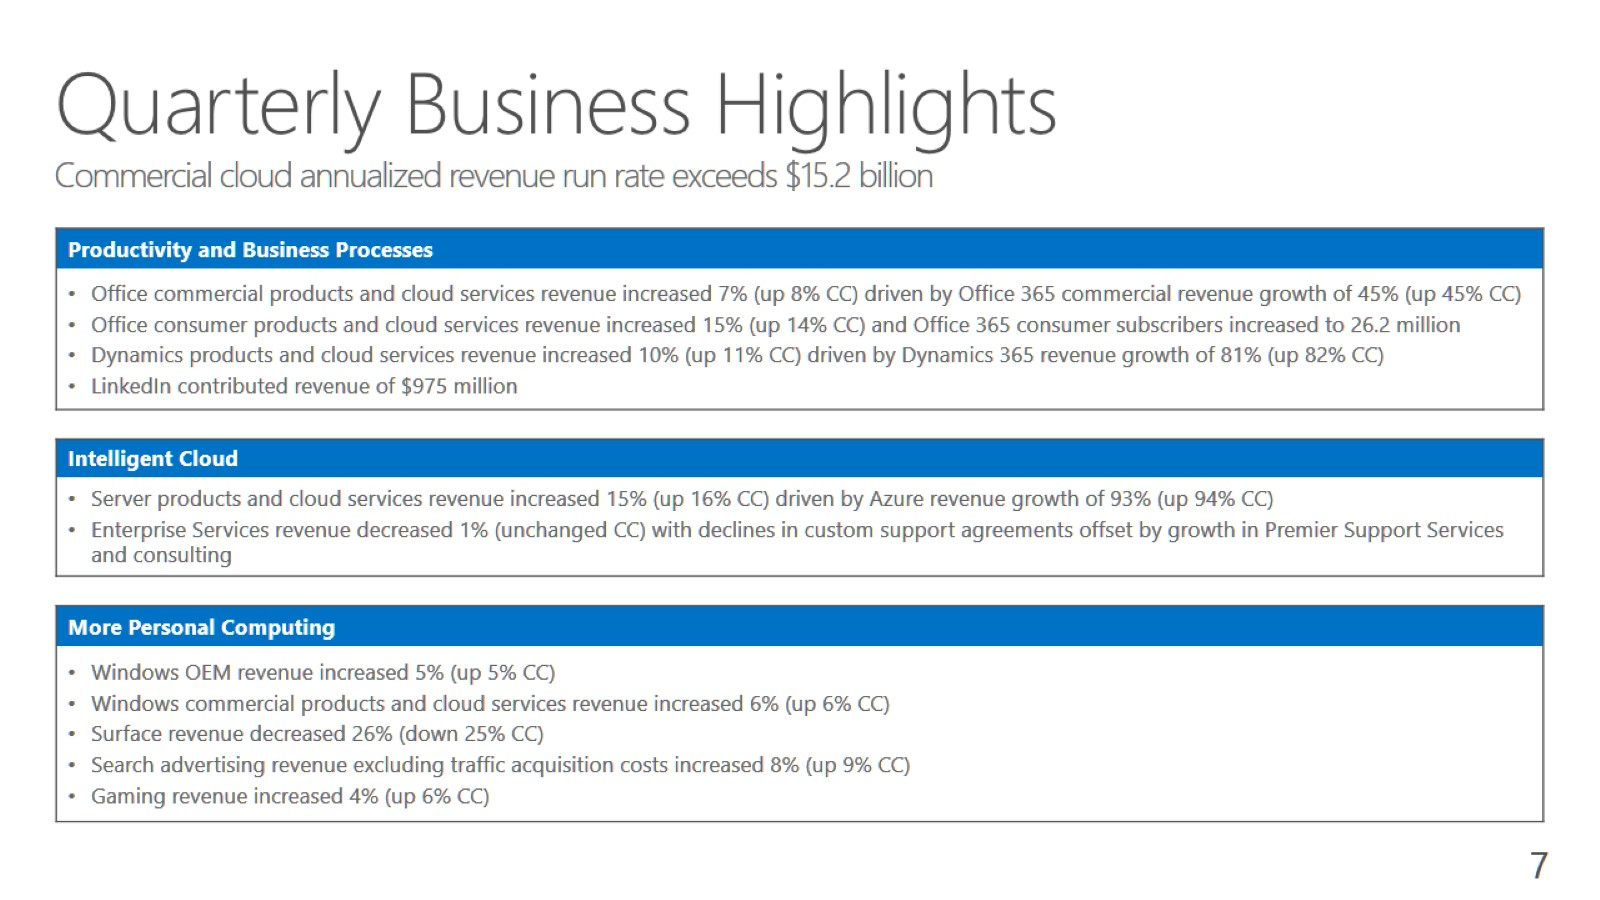 Quarterly Business Highlights
Commercial cloud annualized revenue run rate exceeds $15.2 billion
Productivity and Business Processes
• Office commercial products and cloud services revenue increased 7% (up 8% CC) driven by Office 365 commercial revenue growth of 45% (up 45% CC)
• Office consumer products and cloud services revenue increased 15% (up 14% CC) and Office 365 consumer subscribers increased to 26.2 million
• Dynamics products and cloud services revenue increased 10% (up 11% CC) driven by Dynamics 365 revenue growth of 81% (up 82% CC)
• LinkedIn contributed revenue of $975 million
Intelligent Cloud
• Server products and cloud services revenue increased 15% (up 16% CC) driven by Azure revenue growth of 93% (up 94% CC)
• Enterprise Services revenue decreased 1% (unchanged CC) with declines in custom support agreements offset by growth in Premier Support Services
and consulting
More Personal Computing
• Windows OEM revenue increased 5% (up 5% CC)
• Windows commercial products and cloud services revenue increased 6% (up 6% CC)
• Surface revenue decreased 26% (down 25% CC)
• Search advertising revenue excluding traffic acquisition costs increased 8% (up 9% CC)
• Gaming revenue increased 4% (up 6% CC)
7